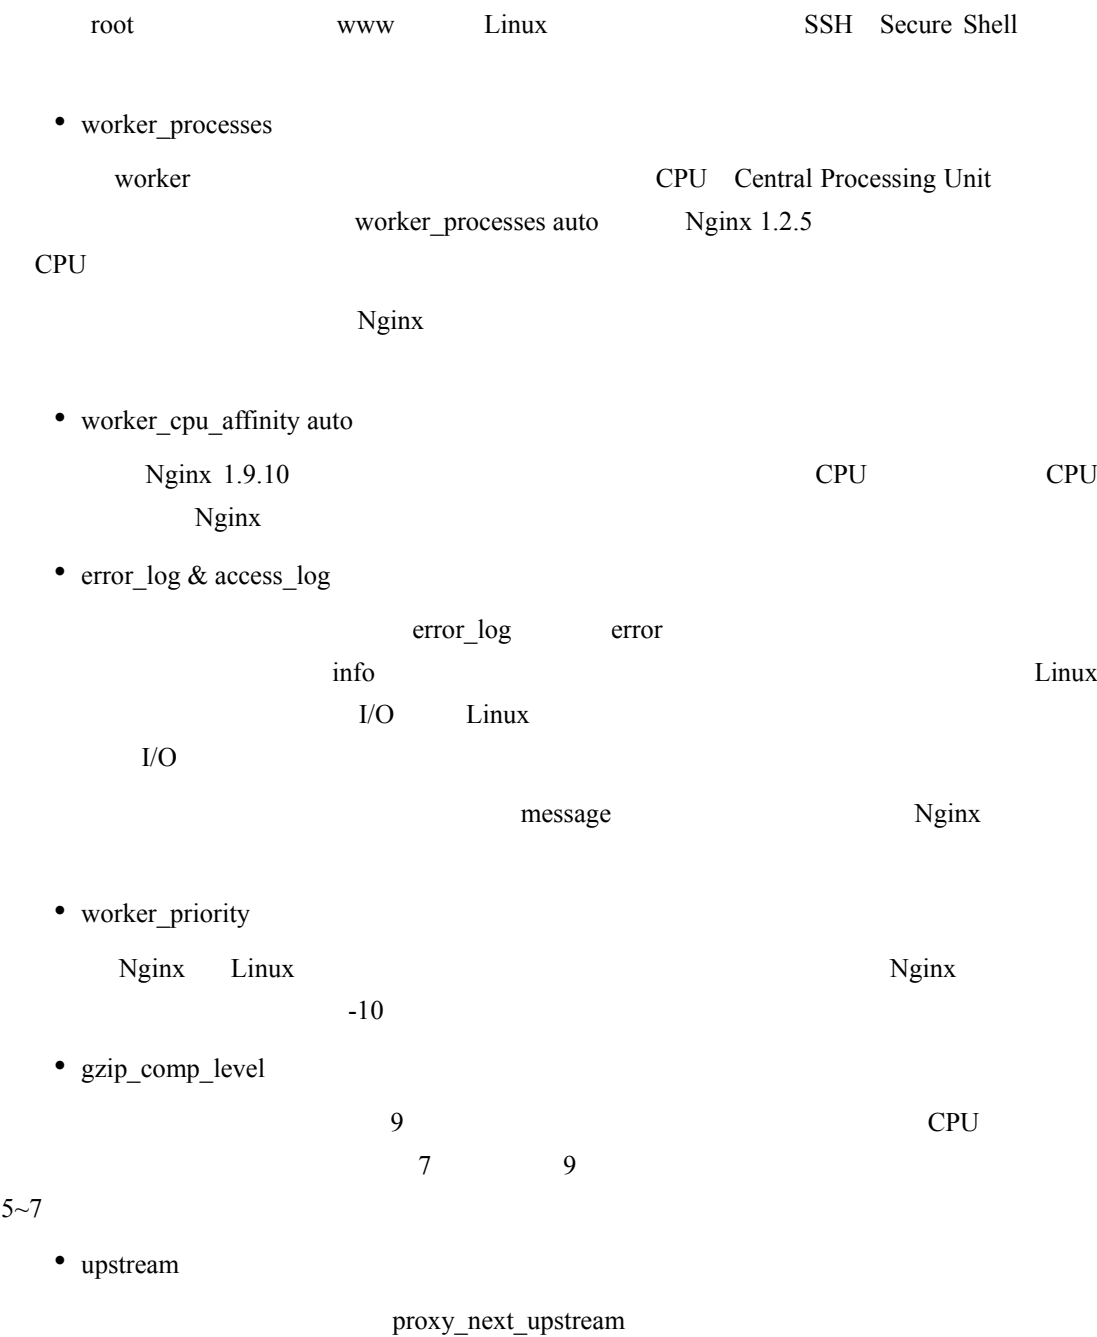 root www Linux SSH Secure Shell
• worker_processes
worker CPU Central Processing Unit
worker_processes auto Nginx 1.2.5
CPU
Nginx
• worker_cpu_affinity auto
Nginx 1.9.10 CPU CPU
Nginx
• error_log & access_log
error_log error
info Linux
I/O Linux
I/O
message Nginx
• worker_priority
Nginx Linux Nginx
-10
• gzip_comp_level
9 CPU
7 9
5~7
• upstream
proxy_next_upstream